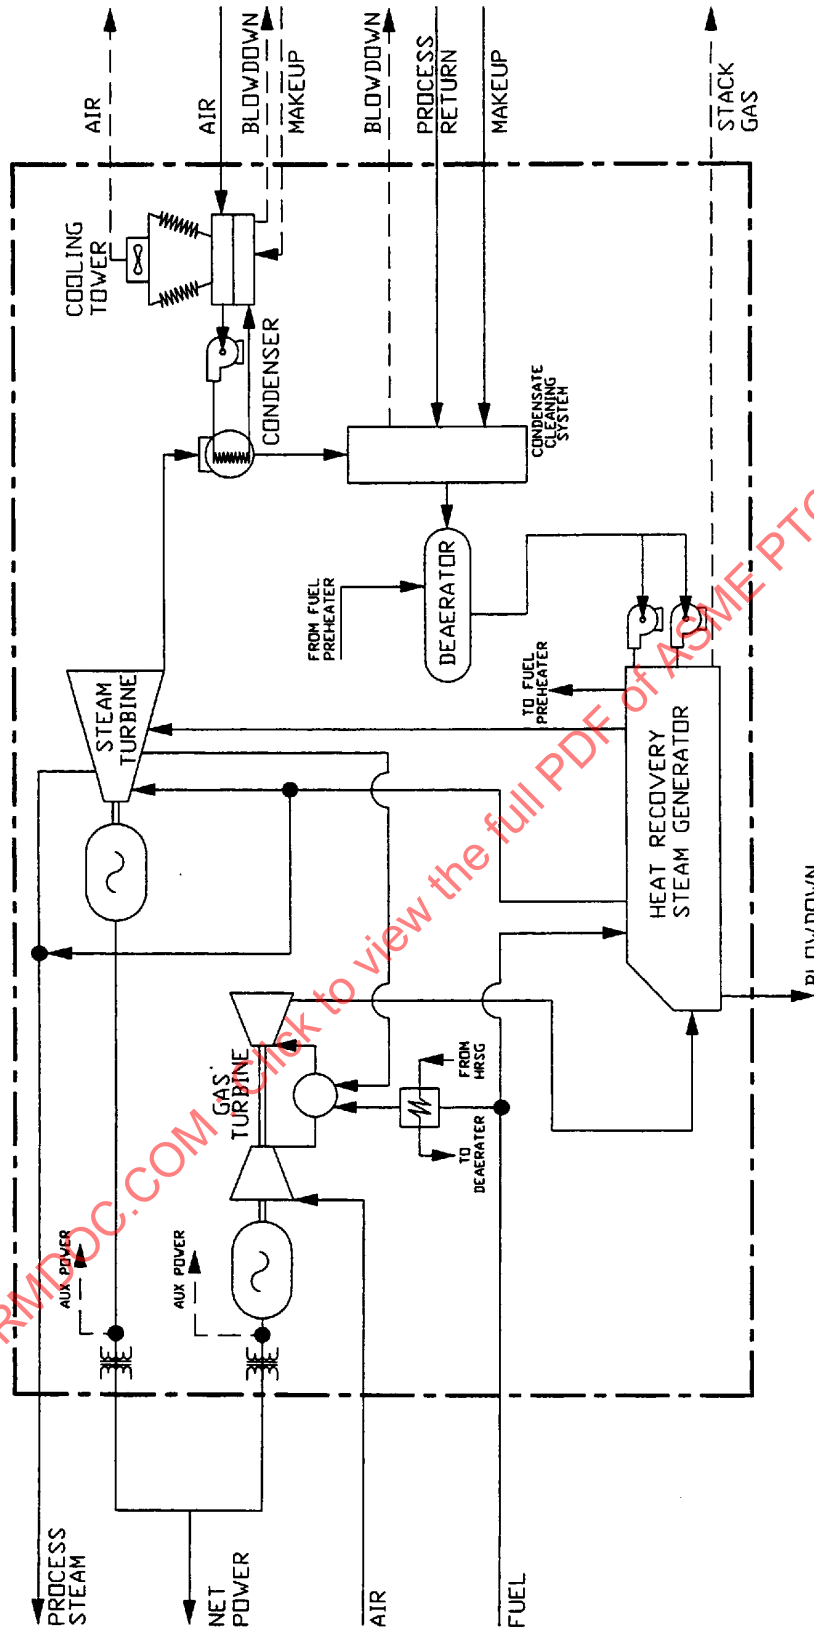 AIR
AIR
BLOWDOWN
MAKEUP
BLOWDOWN
PROCESS
RETURN
MAKEUP
STACK
GAS
COOLING
TOWER
CONDENSER
CONDENSATE
CLEANING
SYSTEM
FROM FUEL
PREHEATER
DEAERATOR
STEAM
TURBINE
TO FUEL
PREHEATER
HEAT RECOVERY
STEAM GENERATOR
BLOWDOWN
GAS
TURBINE
FROM
HRSG
TO
DEAERATER
AUX POWER
AUX POWER
PROCESS
STEAM
NET
POWER
AIR
FUEL
RMDOC.COM : Click to view the full PDF of ASME PTC